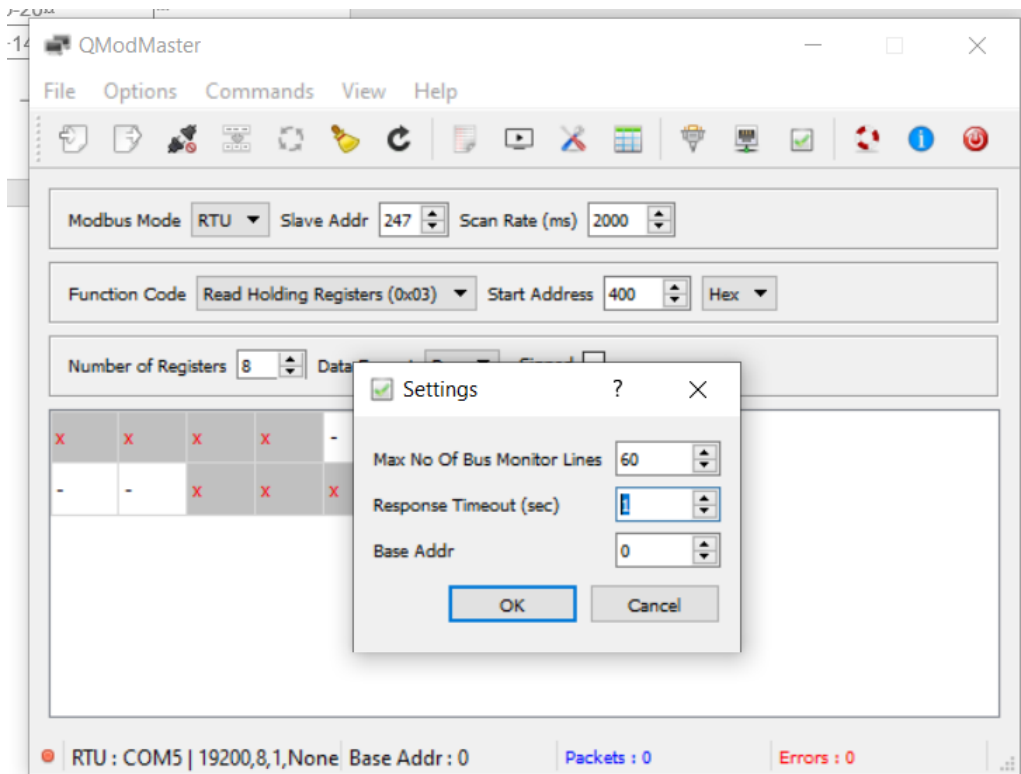 QModMaster
File Options Commands View Help
Modbus Mode RTU Slave Addr 247 Scan Rate (ms) 2000
Function Code Read Holding Registers (0x03) Start Address 400 Hex
Number of Registers 8 Data
Settings ?
x x x x -
- - x x x
Max No Of Bus Monitor Lines 60
Response Timeout (sec) 1
Base Addr 0
OK Cancel
RTU : COM5 | 19200,8,1,None Base Addr : 0 Packets : 0 Errors : 0